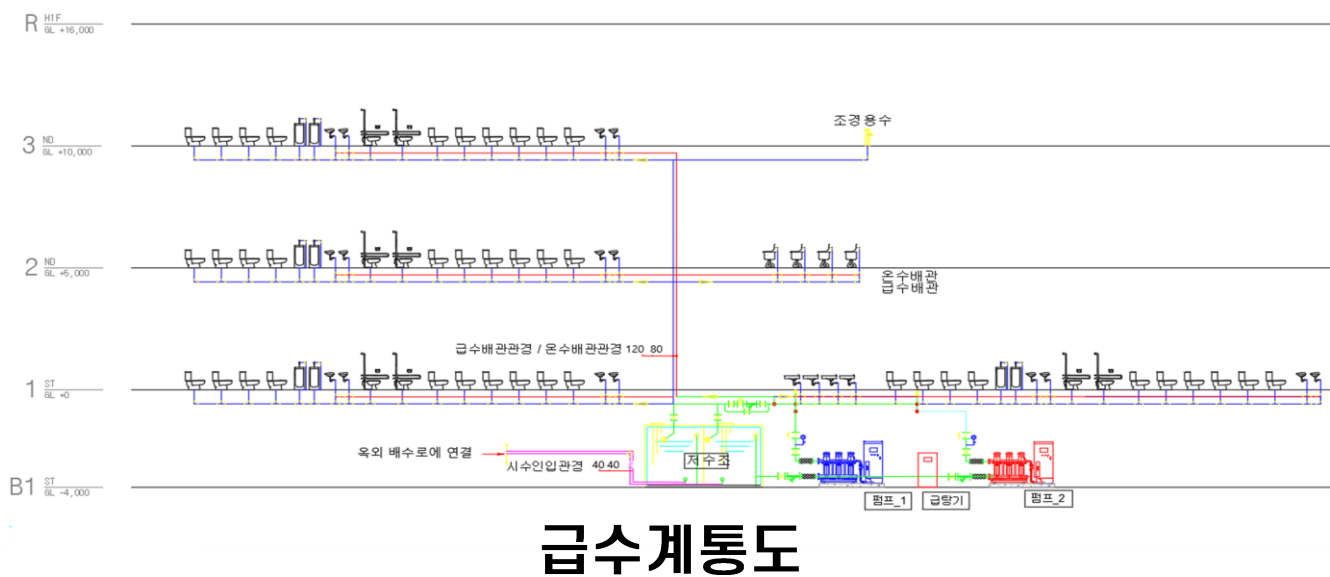 R H1F
GL +16,000
조경용수
3 ND
GL +10,000
2 ND
GL +5,000
온수배관
급수배관
급수배관관경 / 온수배관관경 120 80
1 ST
GL +0
옥외 배수로에 연결
시수인입관경 40 40
저수조
B1 ST
GL -4,000
펌프_1
급탕기
펌프_2
급수계통도